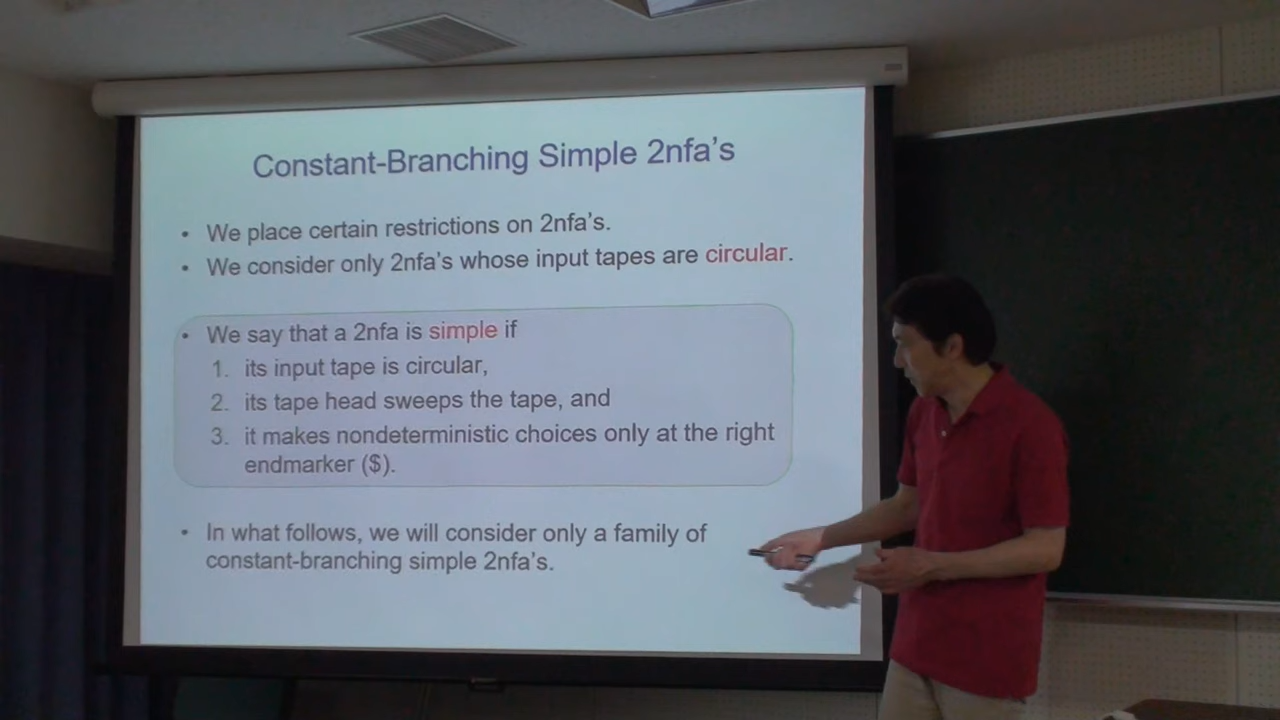 Constant-Branching Simple 2nfa's
• We place certain restrictions on 2nfa's.
• We consider only 2nfa's whose input tapes are circular.
• We say that a 2nfa is simple if
1. its input tape is circular,
2. its tape head sweeps the tape, and
3. it makes nondeterministic choices only at the right
endmarker ($).
• In what follows, we will consider only a family of
constant-branching simple 2nfa's.